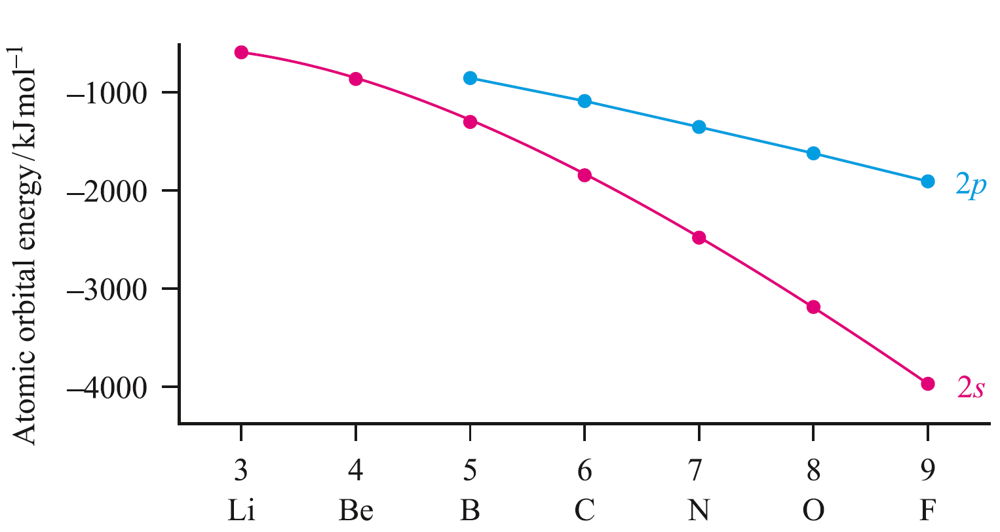 Atomic orbital energy/kJ mol⁻¹
–1000
–2000
–3000
–4000
2p
2s
3 4 5 6 7 8 9
Li Be B C N O F